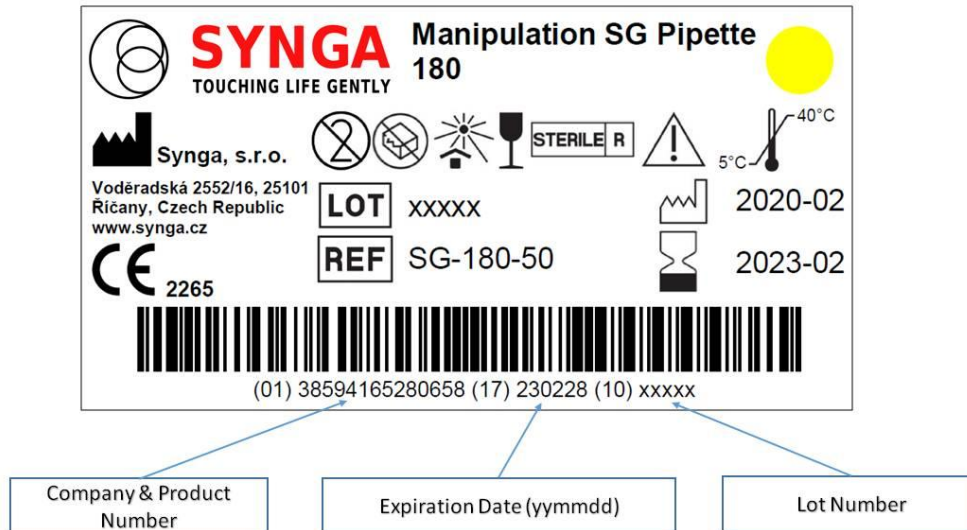 SYNGA
TOUCHING LIFE GENTLY
Manipulation SG Pipette
180
Synga, s.r.o.
2
STERILE R
40°C
5°C
Voděradská 2552/16, 25101
Říčany, Czech Republic
www.synga.cz
LOT xxxxx
2020-02
REF SG-180-50
2023-02
CE 2265
(01) 38594165280658 (17) 230228 (10) xxxxx
Company & Product
Number
Expiration Date (yymmdd)
Lot Number